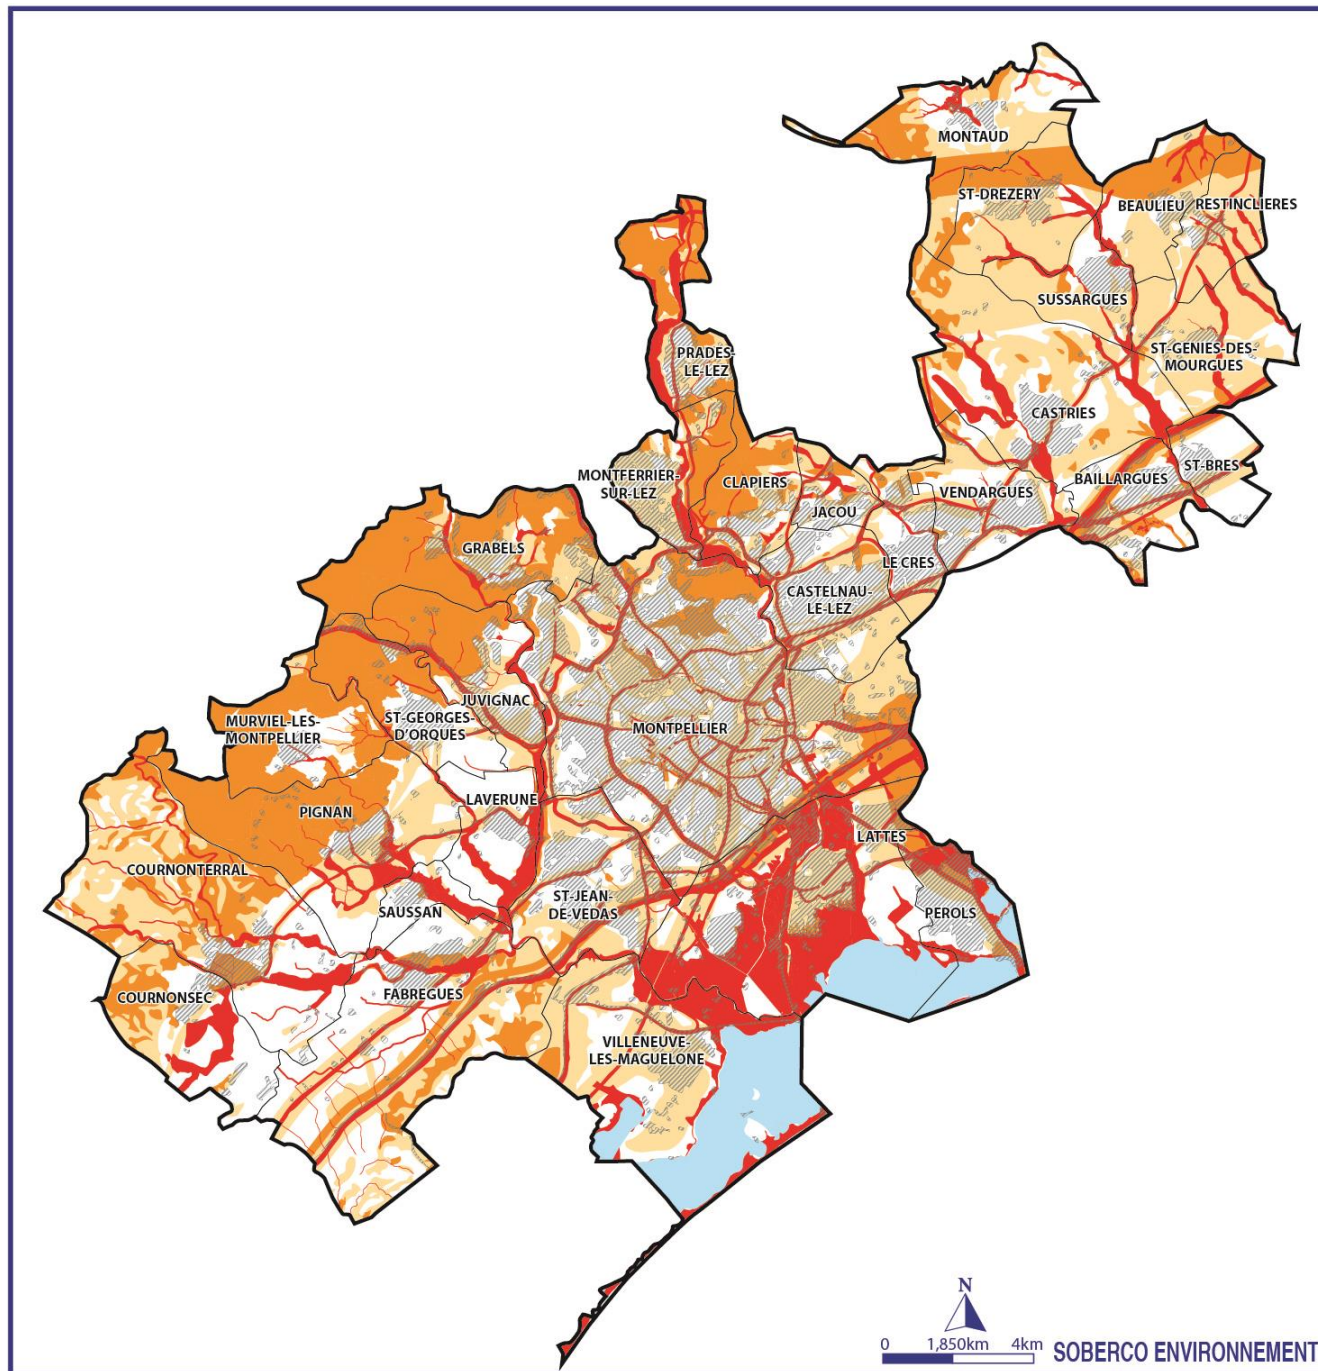 MONTAUD
ST-DREZERY
BEAULIEU
RESTINCLIERES
SUSSARGUES
PRADES-
LE-LEZ
ST-GENIES-DES-
MOURGUES
CASTRIES
MONTFERRIER-
SUR-LEZ
CLAPIERS
JACOU
VENDARGUES
BAILLARGUES
ST-BRES
GRABELS
LE CRES
CASTELNAU-
LE-LEZ
JUVIGNAC
MURVIEL-LES-
MONTPELLIER
ST-GEORGES-
D'ORQUES
MONTPELLIER
PIGNAN
LAVERUNE
LATTES
COURNONTERRAL
SAUSSAN
ST-JEAN-
DE-VEDAS
PEROLS
COURNONSEC
FABREGUES
VILLENEUVE-
LES-MAGUELONE
N
0 1,850km 4km
SOBERCO ENVIRONNEMENT